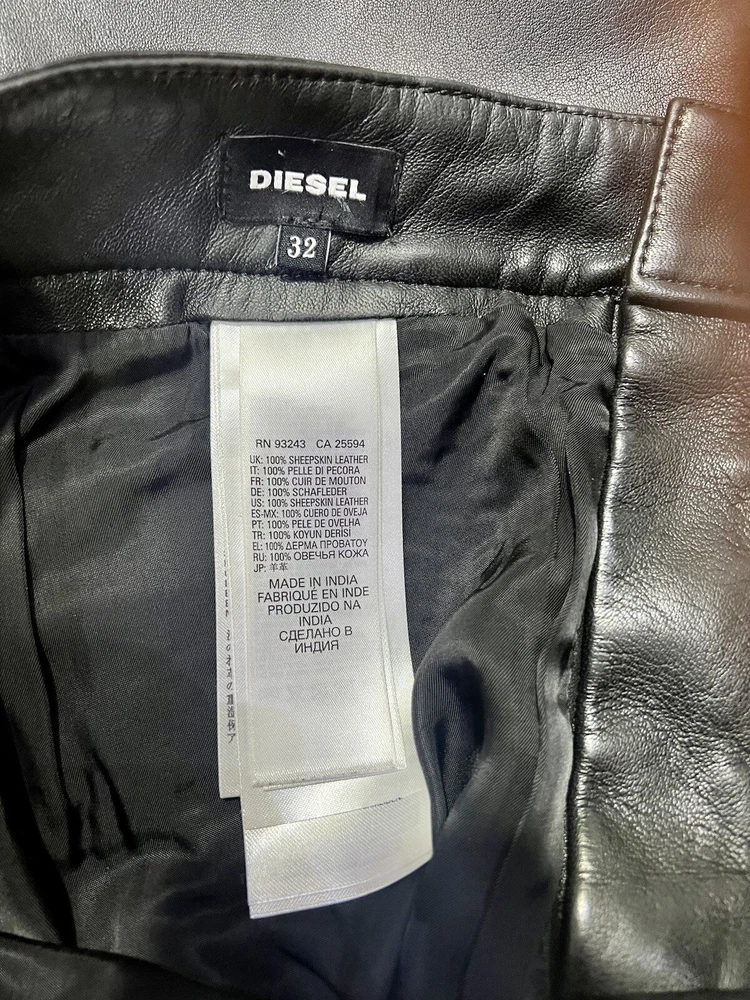 DIESEL
32
RN 93243 CA 25594
UK: 100% SHEEPSKIN LEATHER
IT: 100% PELLE DI PECORA
FR: 100% CUIR DE MOUTON
DE: 100% SCHAFLEDER
US: 100% SHEEPSKIN LEATHER
ES-MX: 100% CUERO DE OVEJA
PT: 100% PELE DE OVELHA
TR: 100% KOYUN DERİSİ
EL: 100% ΔΕΡΜΑ ΠΡΟΒΑΤΟΥ
RU: 100% ОВЕЧЬЯ КОЖА
JP: 羊革
MADE IN INDIA
FABRIQUÉ EN INDE
PRODUZIDO NA
INDIA
СДЕЛАНО В
ИНДИЯ